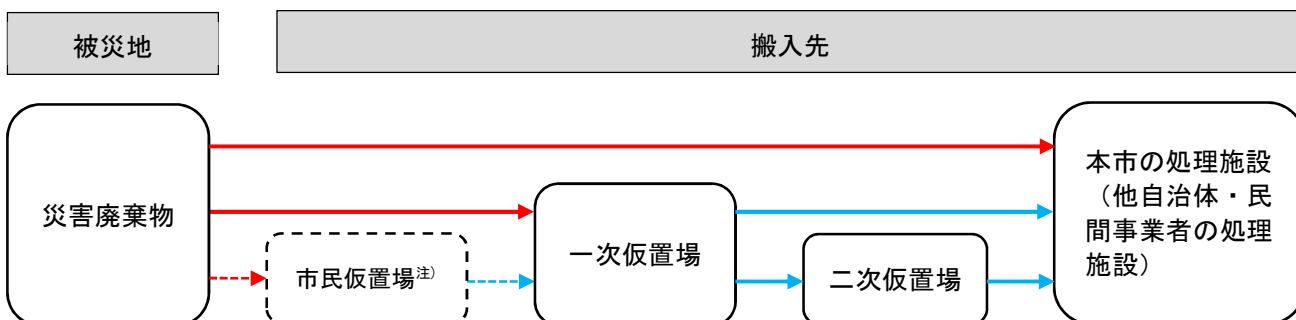 被災地
搬入先
災害廃棄物
市民仮置場注）
一次仮置場
二次仮置場
本市の処理施設
（他自治体・民
間事業者の処理
施設）